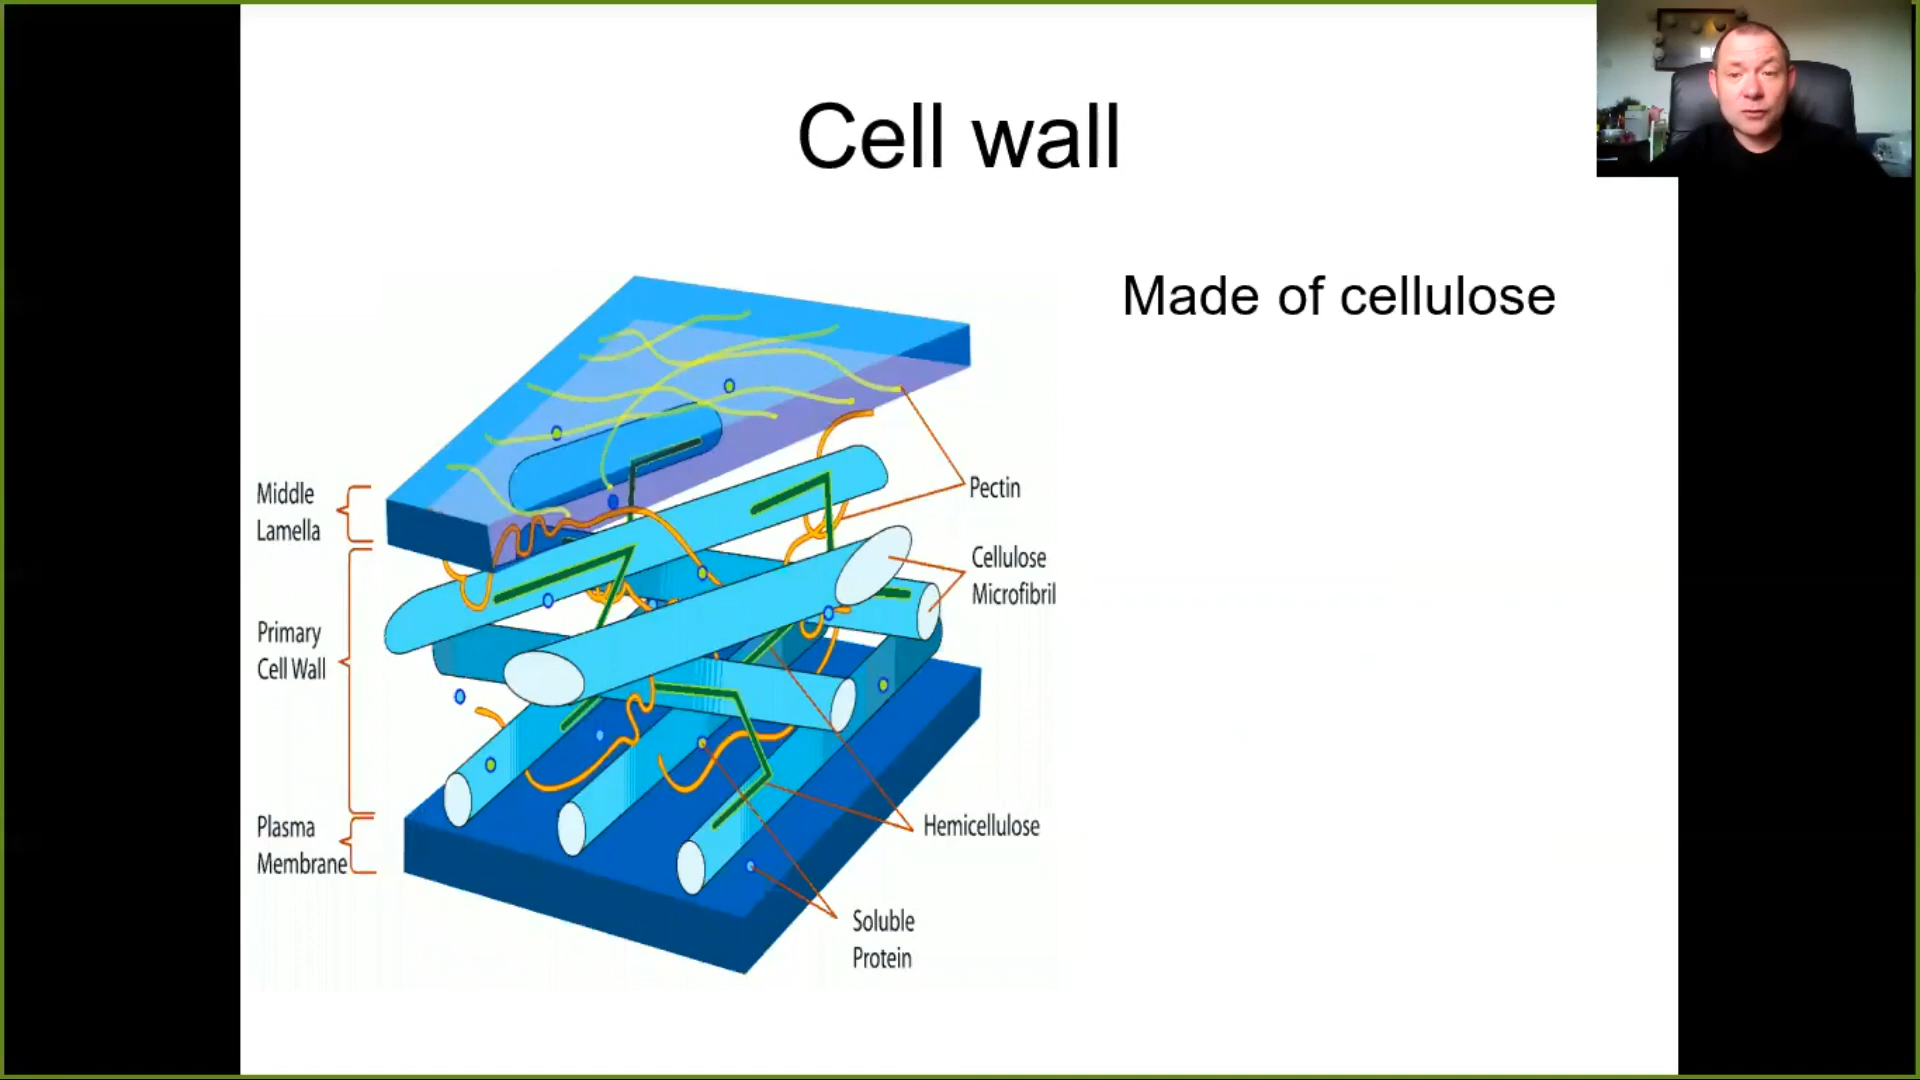 Cell wall
Made of cellulose
Middle
Lamella
Primary
Cell Wall
Plasma
Membrane
Pectin
Cellulose
Microfibril
Hemicellulose
Soluble
Protein